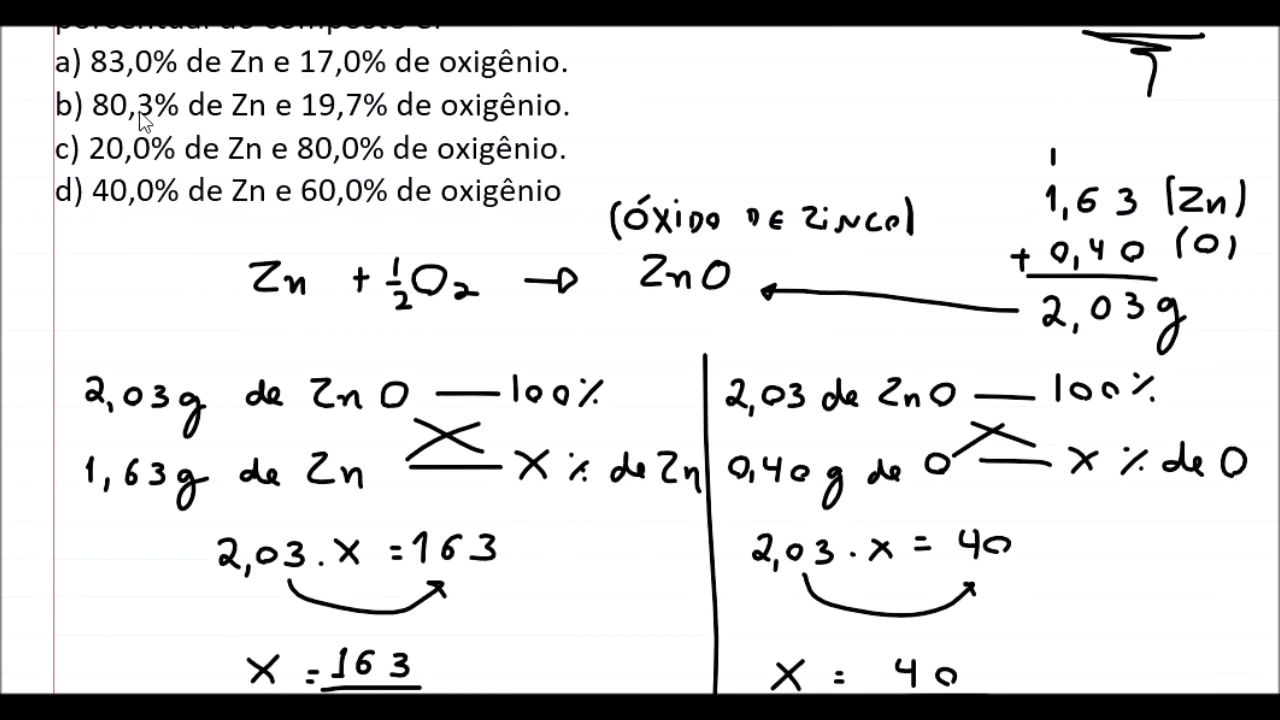 a) 83,0% de Zn e 17,0% de oxigênio.
b) 80,3% de Zn e 19,7% de oxigênio.
c) 20,0% de Zn e 80,0% de oxigênio.
d) 40,0% de Zn e 60,0% de oxigênio
1
1,63 (Zn)
+ 0,40 (O)
2,03g
(ÓXIDO DE ZINCO)
Zn + 1/2 O2 → ZnO
2,03g de ZnO — 100%
1,63g de Zn — X % de Zn
2,03 . X = 163
X = 163
2,03 de ZnO — 100%
0,40g de O — X % de O
2,03 . X = 40
X = 40